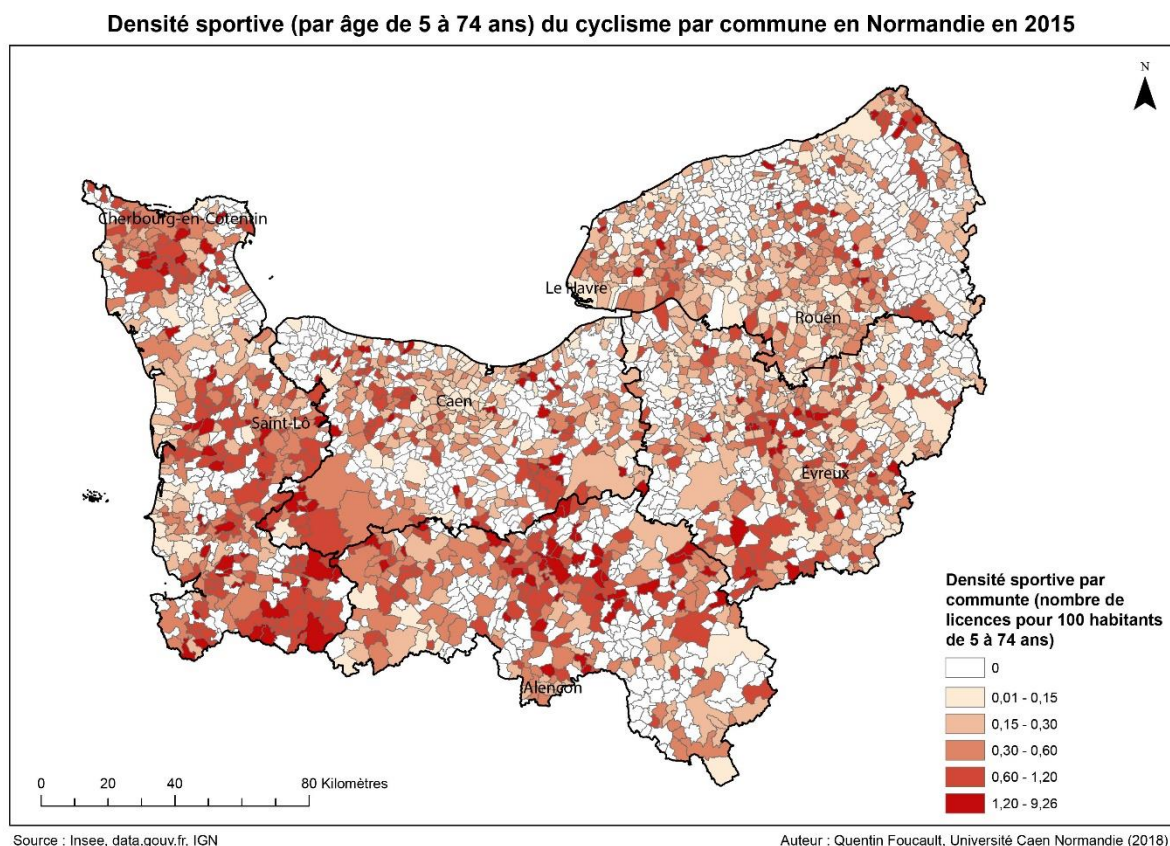 Densité sportive (par âge de 5 à 74 ans) du cyclisme par commune en Normandie en 2015
N
Cherbourg-en-Cotentin
Le Havre
Rouen
Caen
Saint-Lô
Evreux
Alençon
Densité sportive par
communte (nombre de
licences pour 100 habitants
de 5 à 74 ans)
0
0,01 - 0,15
0,15 - 0,30
0,30 - 0,60
0,60 - 1,20
1,20 - 9,26
0 20 40 80 Kilomètres
Source : Insee, data.gouv.fr, IGN
Auteur : Quentin Foucault, Université Caen Normandie (2018)